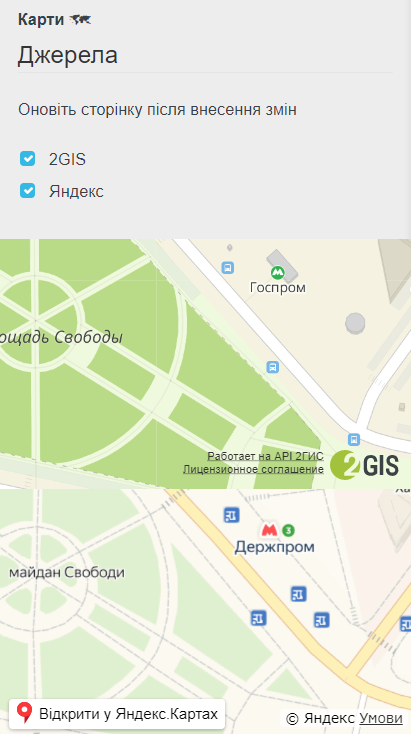 Карти
Джерела
Оновіть сторінку після внесення змін
2GIS
Яндекс
Госпром
ощадь Свободы
Работает на API 2ГИС
Лицензионное соглашение
2GIS
М 3
Держпром
майдан Свободи
Відкрити у Яндекс.Картах
© Яндекс Умови